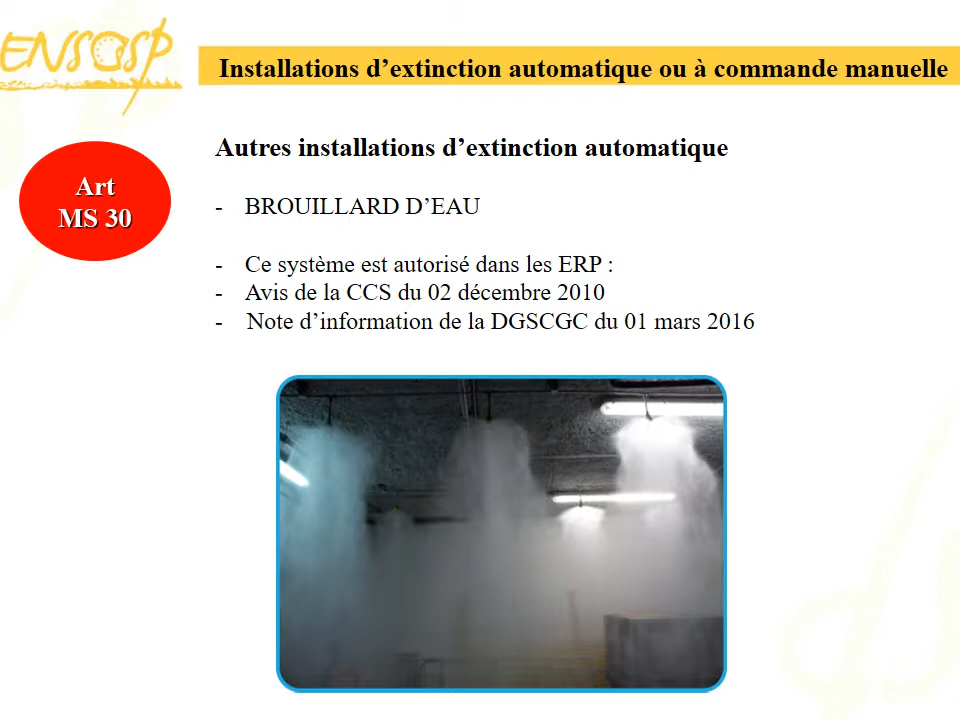 ENSOSP
Installations d’extinction automatique ou à commande manuelle
Art
MS 30
Autres installations d’extinction automatique
- BROUILLARD D’EAU
- Ce système est autorisé dans les ERP :
- Avis de la CCS du 02 décembre 2010
- Note d’information de la DGSCGC du 01 mars 2016